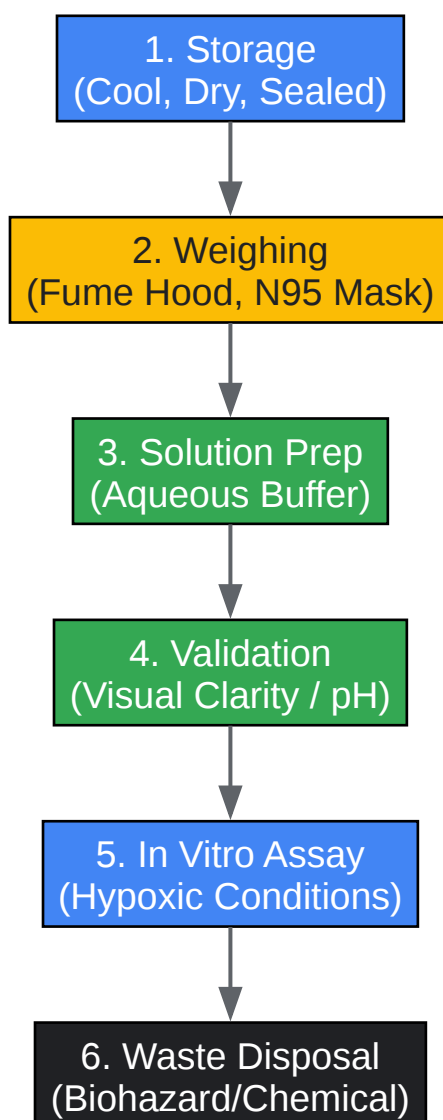 1. Storage
(Cool, Dry, Sealed)
2. Weighing
(Fume Hood, N95 Mask)
3. Solution Prep
(Aqueous Buffer)
4. Validation
(Visual Clarity / pH)
5. In Vitro Assay
(Hypoxic Conditions)
6. Waste Disposal
(Biohazard/Chemical)